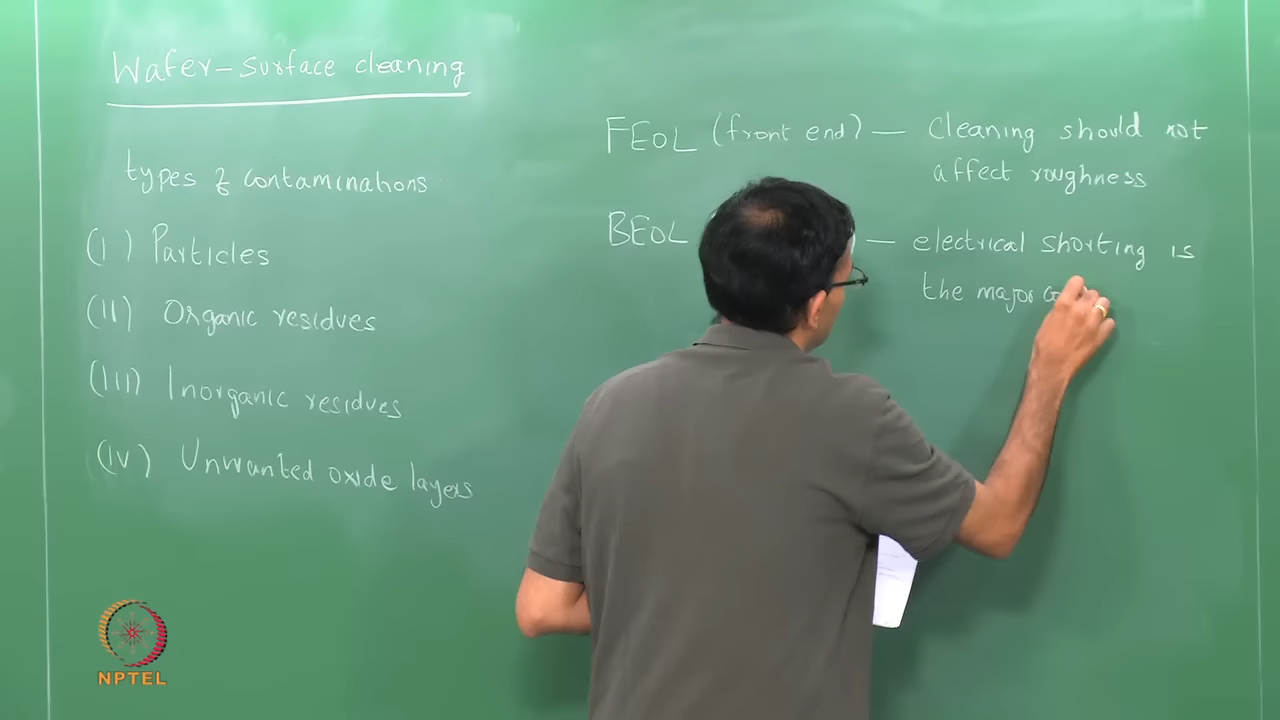 Wafer-surface cleaning
types of contaminations
(I) Particles
(II) Organic residues
(III) Inorganic residues
(IV) Unwanted oxide layers
FEOL (front end) — Cleaning should not
affect roughness
BEOL ) — electrical shorting is
the major
NPTEL